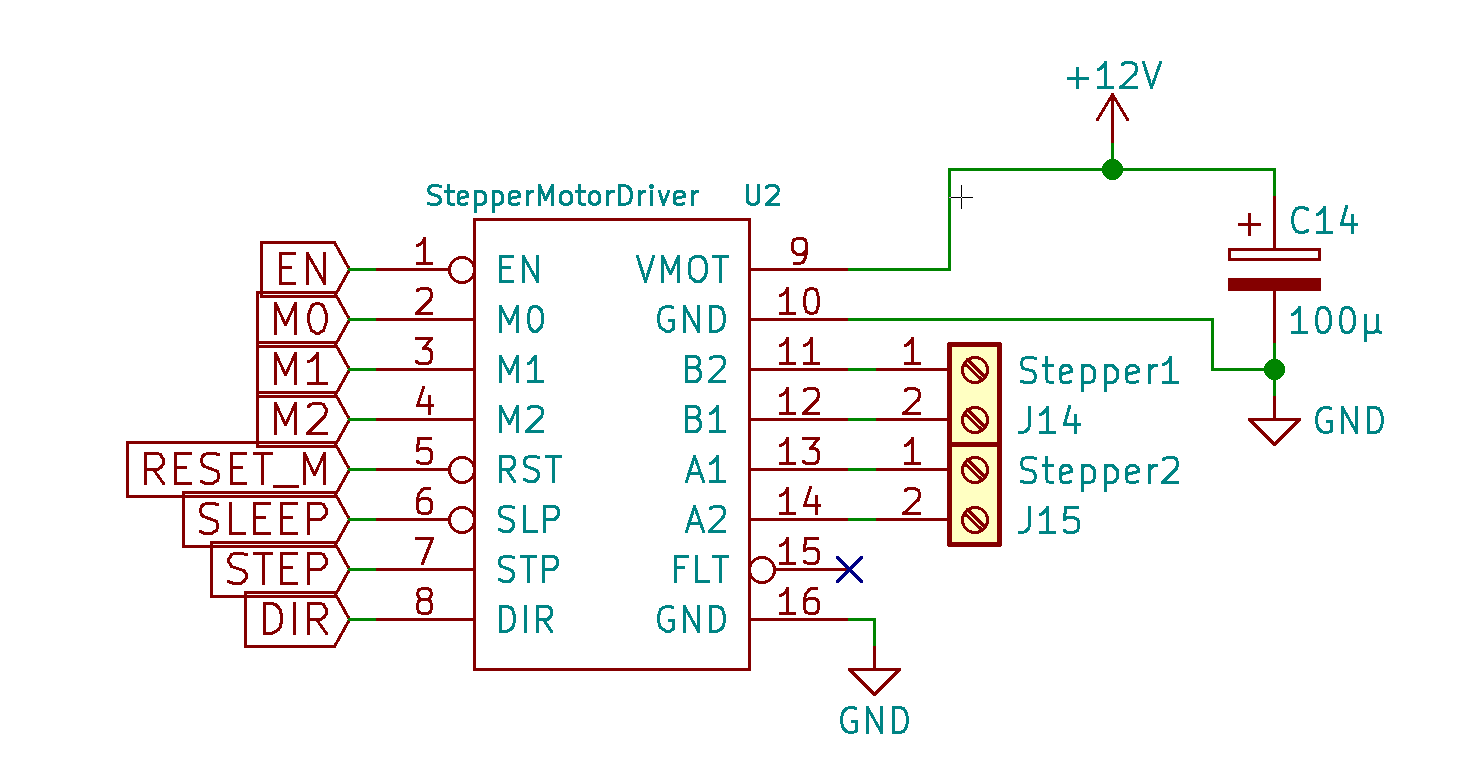 +12V
StepperMotorDriver U2
+ C14
100µ
EN 1 EN VMOT 9
M0 2 M0 GND 10
M1 3 M1 B2 11 1 Stepper1
M2 4 M2 B1 12 2 J14 GND
RESET_M 5 RST A1 13 1 Stepper2
SLEEP 6 SLP A2 14 2 J15
STEP 7 STP FLT 15
DIR 8 DIR GND 16
GND